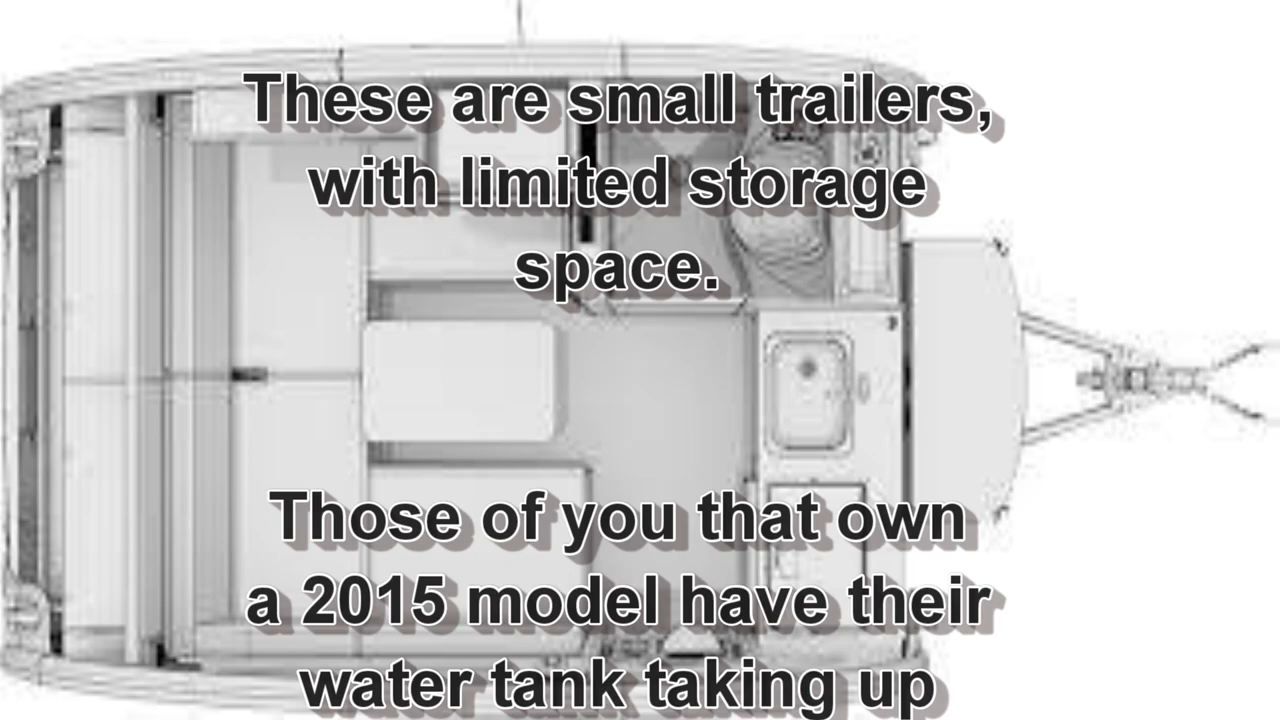 These are small trailers,
with limited storage
space.
Those of you that own
a 2015 model have their
water tank taking up